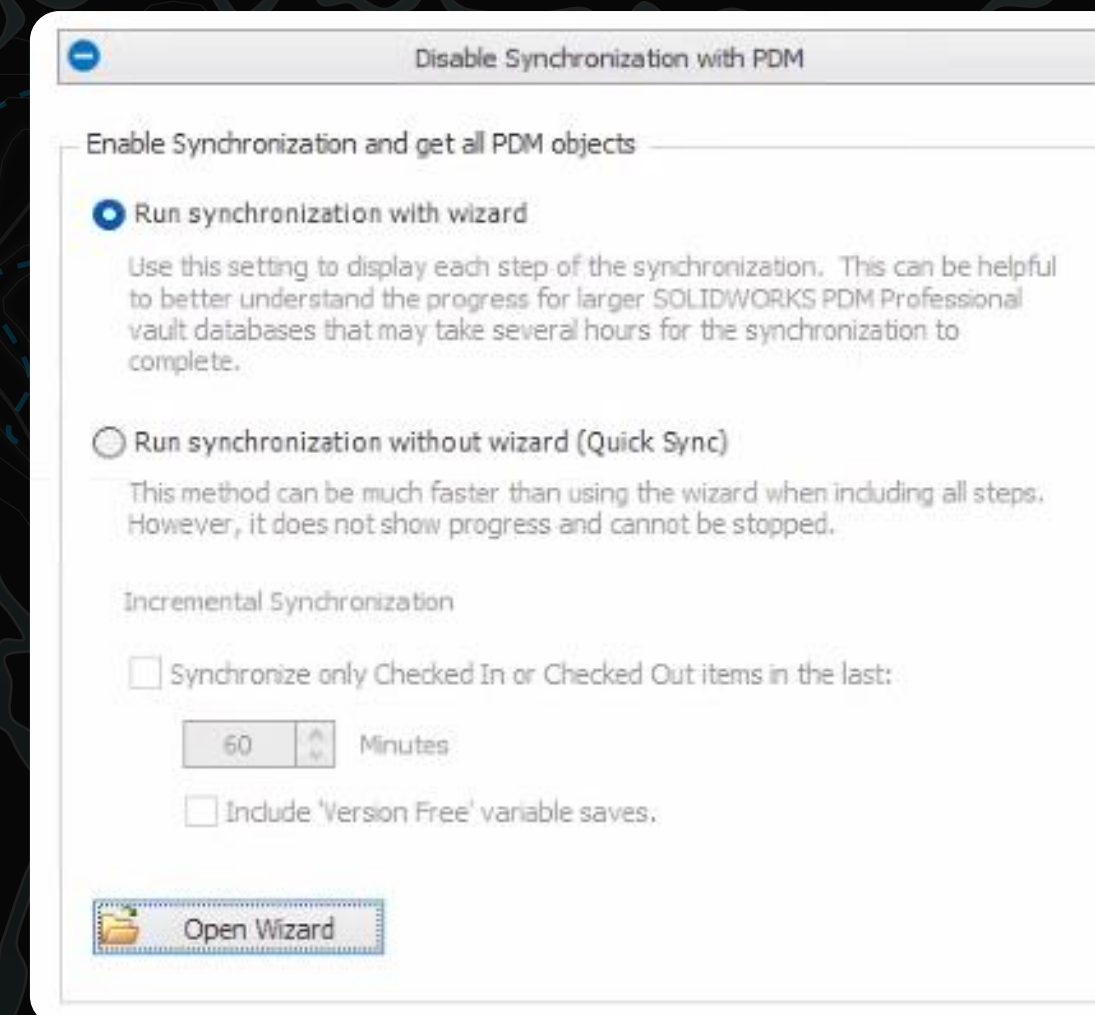 Disable Synchronization with PDM
Enable Synchronization and get all PDM objects
Run synchronization with wizard
Use this setting to display each step of the synchronization. This can be helpful
to better understand the progress for larger SOLIDWORKS PDM Professional
vault databases that may take several hours for the synchronization to
complete.
Run synchronization without wizard (Quick Sync)
This method can be much faster than using the wizard when including all steps.
However, it does not show progress and cannot be stopped.
Incremental Synchronization
Synchronize only Checked In or Checked Out items in the last:
60 Minutes
Include 'Version Free' variable saves.
Open Wizard